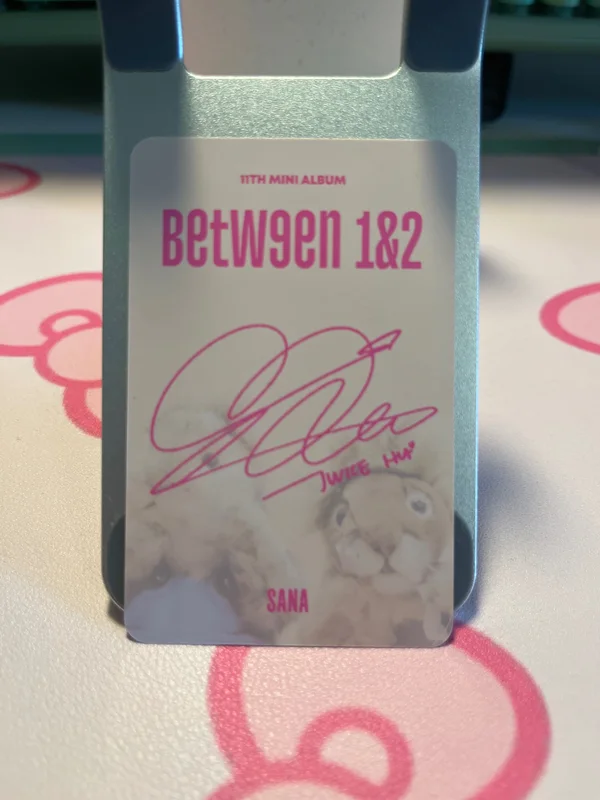 11TH MINI ALBUM
Betw9en 1&2
TWICE
SANA